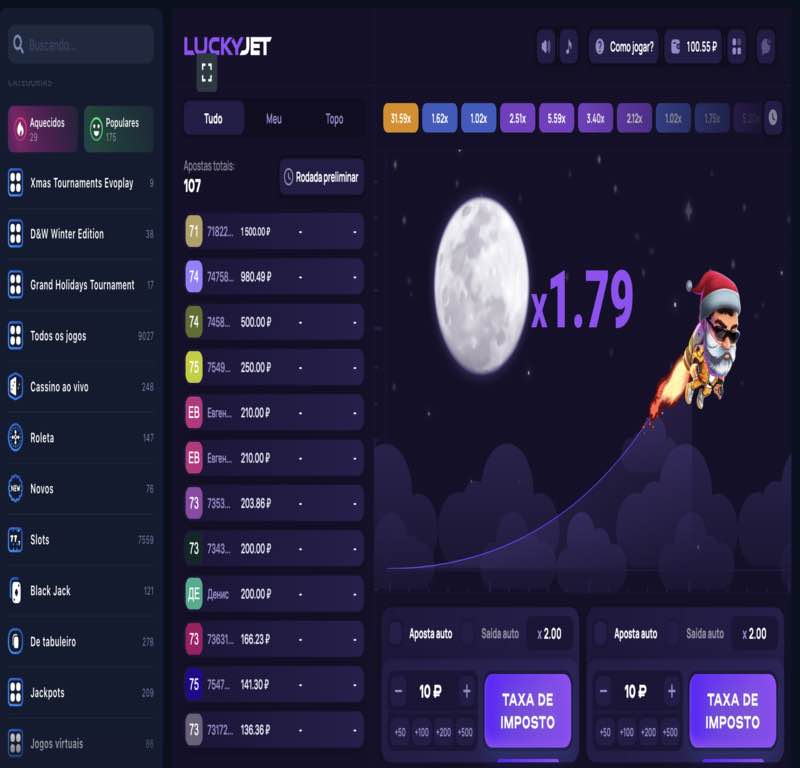 Buscando...
CATEGORIAS
Aquecidos
29
Populares
175
Xmas Tournaments Evoplay 9
D&W Winter Edition 38
Grand Holidays Tournament 17
Todos os jogos 9027
Cassino ao vivo 248
Roleta 147
NEW Novos 76
Slots 7559
Black Jack 121
De tabuleiro 278
Jackpots 209
Jogos virtuais 86
LUCKYJET
Como jogar?
100.55 ₽
Tudo Meu Topo
Apostas totais:
107
Rodada preliminar
71 71822... 1 500.00 ₽ - -
74 74758... 980.49 ₽ - -
74 7458... 500.00 ₽ - -
75 7549... 250.00 ₽ - -
ЕВ Евген... 210.00 ₽ - -
ЕВ Евген... 210.00 ₽ - -
73 7353... 203.86 ₽ - -
73 7343... 200.00 ₽ - -
ДЕ Денис 200.00 ₽ - -
73 73631... 166.23 ₽ - -
75 7547... 141.30 ₽ - -
73 73172... 136.36 ₽ - -
31.59x 1.62x 1.02x 2.51x 5.59x 3.40x 2.12x 1.02x 1.75x
x1.79
Aposta auto Saída auto x 2.00
− 10 ₽ +
+50 +100 +200 +500
TAXA DE
IMPOSTO
Aposta auto Saída auto x 2.00
− 10 ₽ +
+50 +100 +200 +500
TAXA DE
IMPOSTO